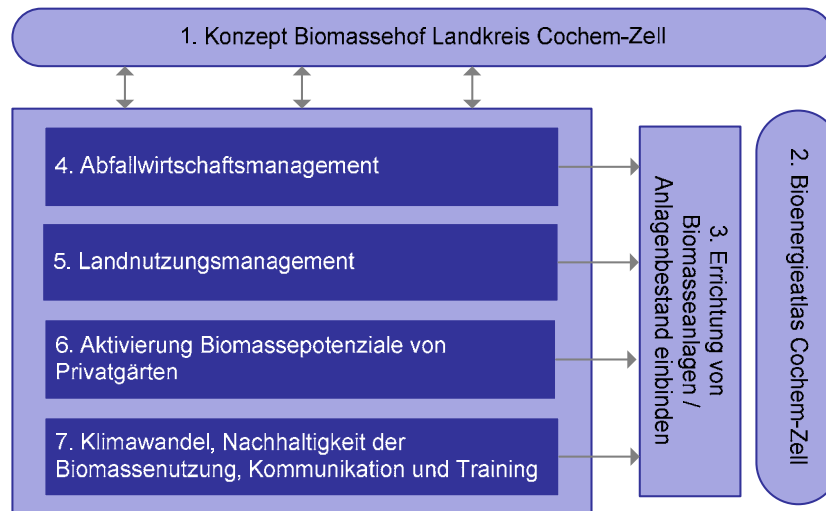 1. Konzept Biomassehof Landkreis Cochem-Zell
4. Abfallwirtschaftsmanagement
5. Landnutzungsmanagement
6. Aktivierung Biomassepotenziale von
Privatgärten
7. Klimawandel, Nachhaltigkeit der
Biomassenutzung, Kommunikation und Training
3. Errichtung von
Biomasseanlagen /
Anlagenbestand einbinden
2. Bioenergieatlas Cochem-Zell